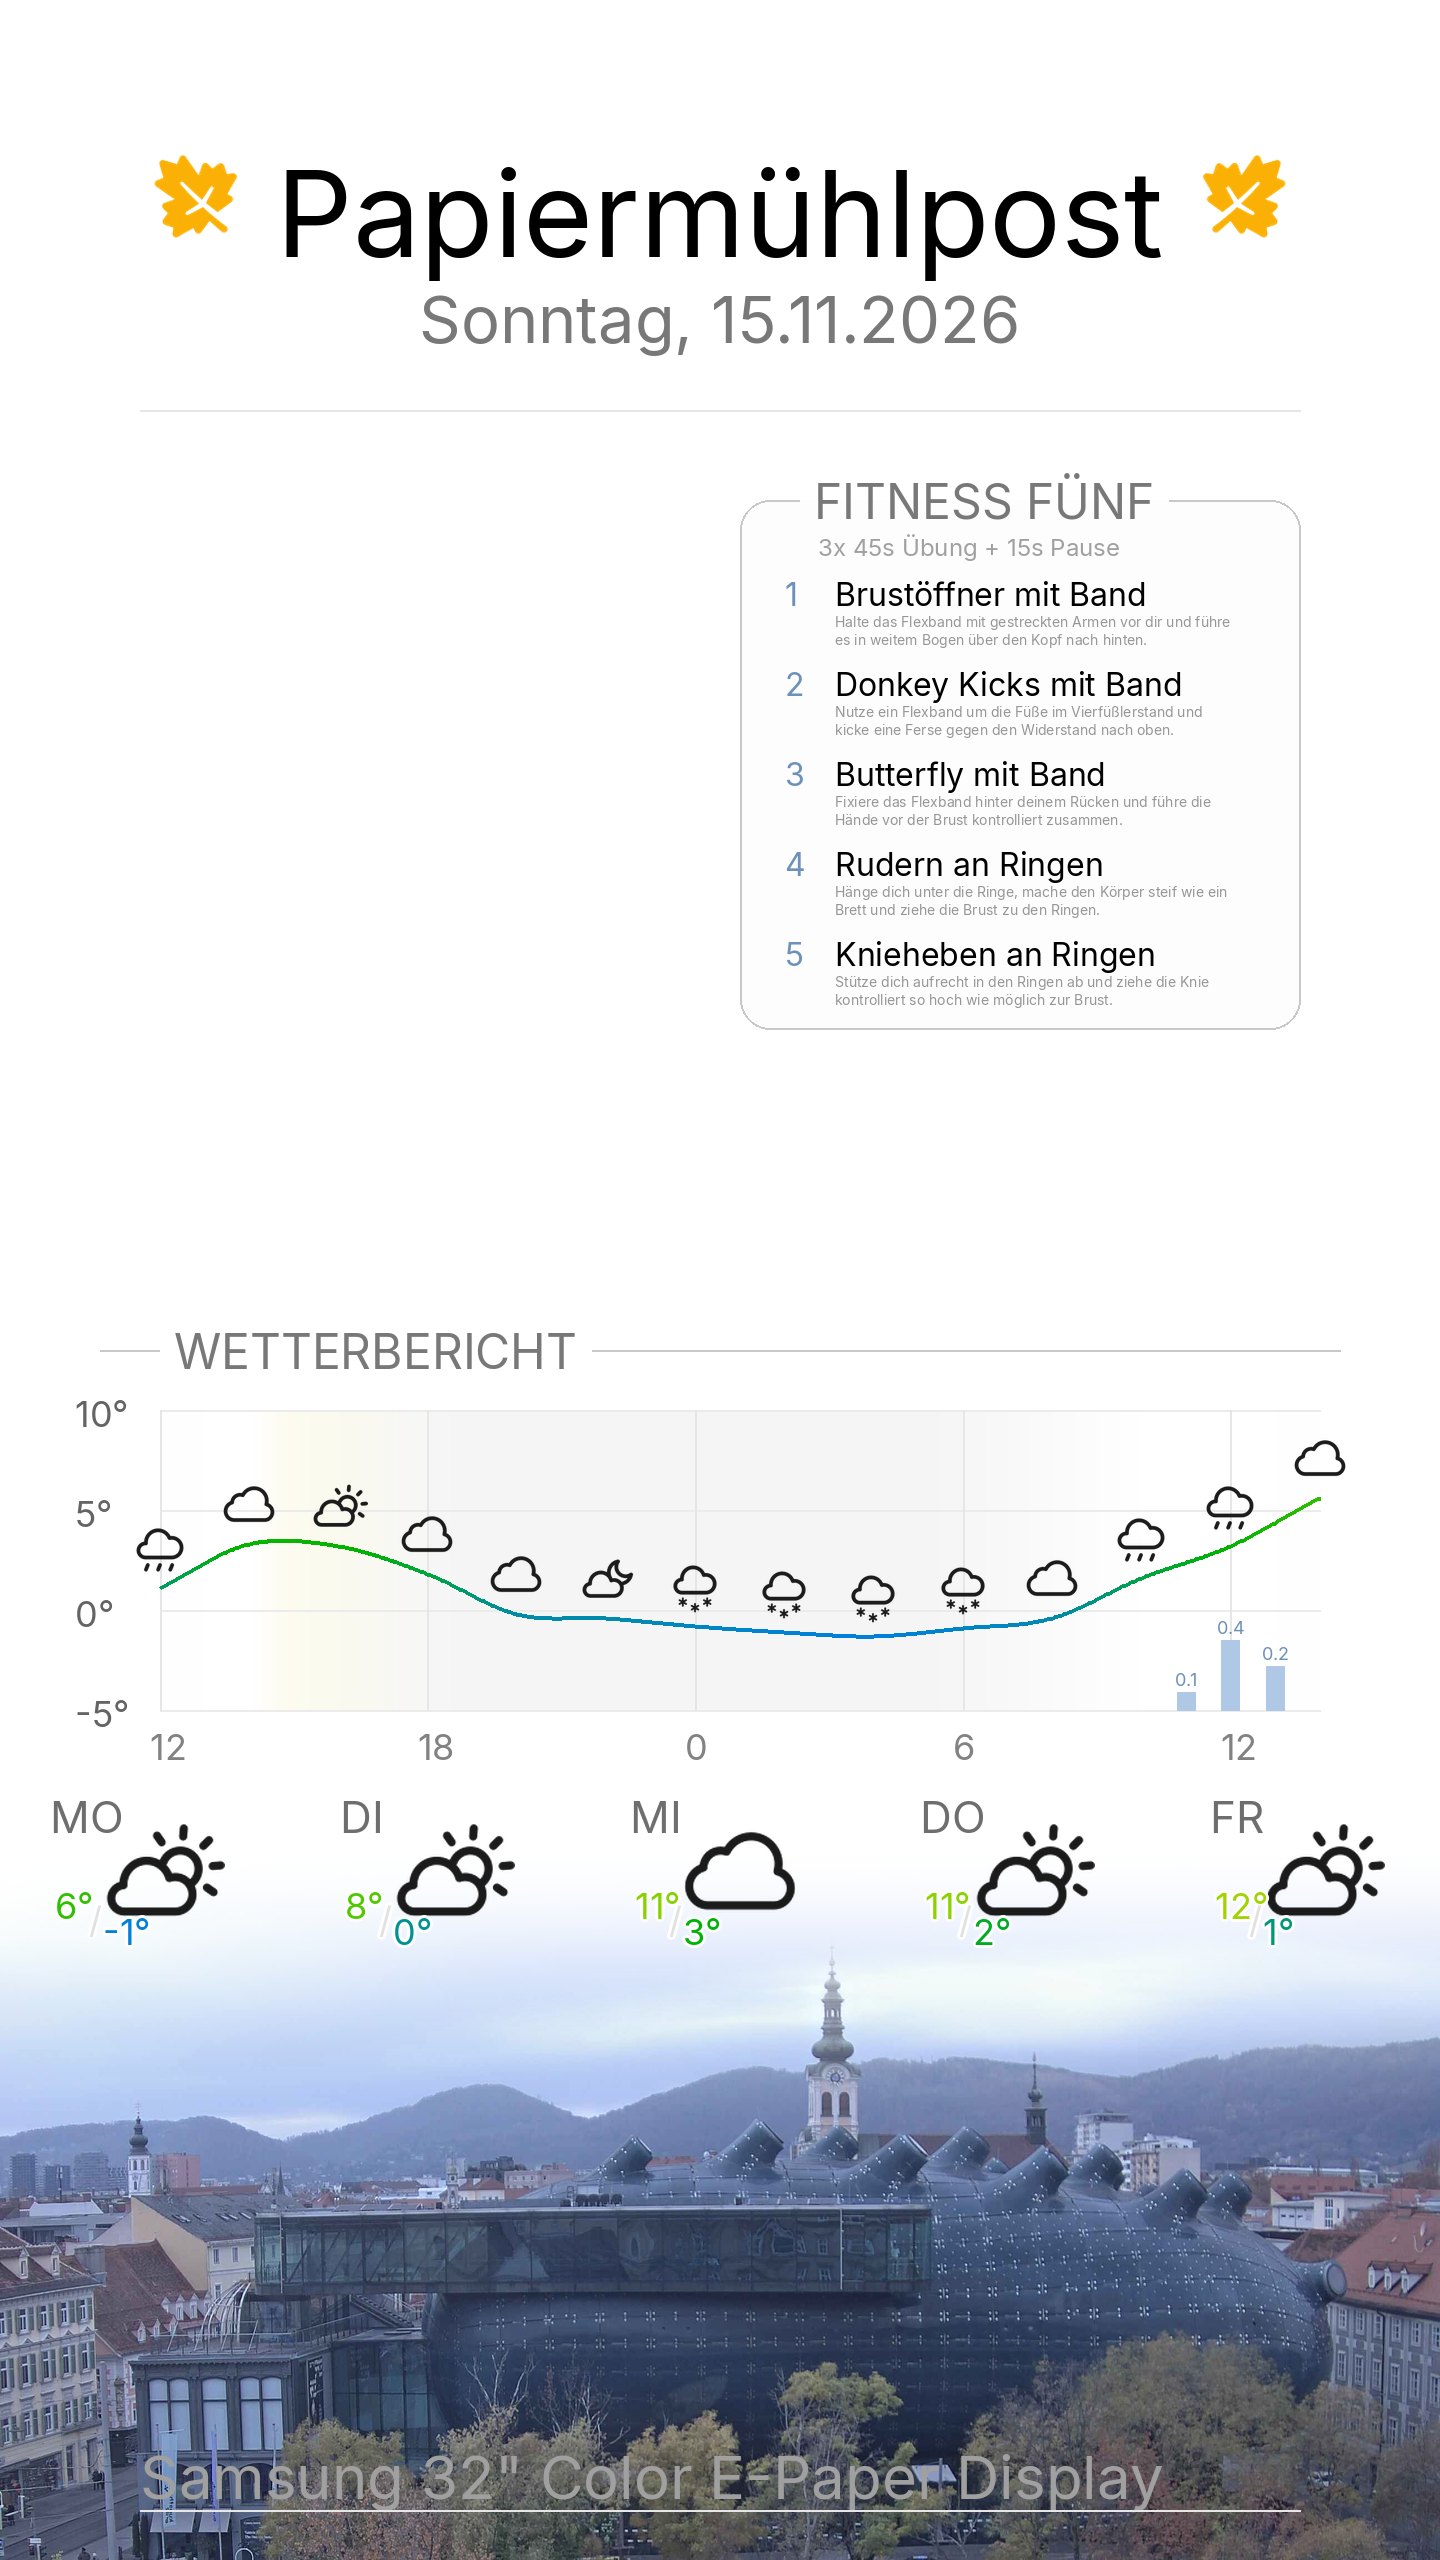 Papiermühlpost
Sonntag, 15.11.2026
FITNESS FÜNF
3x 45s Übung + 15s Pause
1 Brustöffner mit Band
Halte das Flexband mit gestreckten Armen vor dir und führe
es in weitem Bogen über den Kopf nach hinten.
2 Donkey Kicks mit Band
Nutze ein Flexband um die Füße im Vierfüßlerstand und
kicke eine Ferse gegen den Widerstand nach oben.
3 Butterfly mit Band
Fixiere das Flexband hinter deinem Rücken und führe die
Hände vor der Brust kontrolliert zusammen.
4 Rudern an Ringen
Hänge dich unter die Ringe, mache den Körper steif wie ein
Brett und ziehe die Brust zu den Ringen.
5 Knieheben an Ringen
Stütze dich aufrecht in den Ringen ab und ziehe die Knie
kontrolliert so hoch wie möglich zur Brust.
WETTERBERICHT
10°
5°
0°
-5°
0.1 0.4 0.2
12 18 0 6 12
MO DI MI DO FR
6°/-1° 8°/0° 11°/3° 11°/2° 12°/1°
Samsung 32" Color E-Paper Display